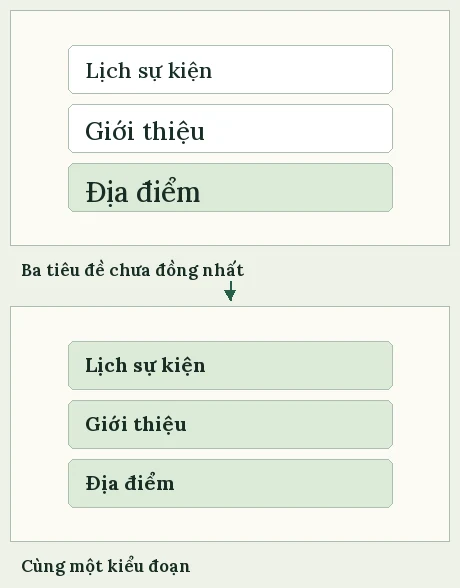 Lịch sự kiện
Giới thiệu
Địa điểm
Ba tiêu đề chưa đồng nhất
Lịch sự kiện
Giới thiệu
Địa điểm
Cùng một kiểu đoạn